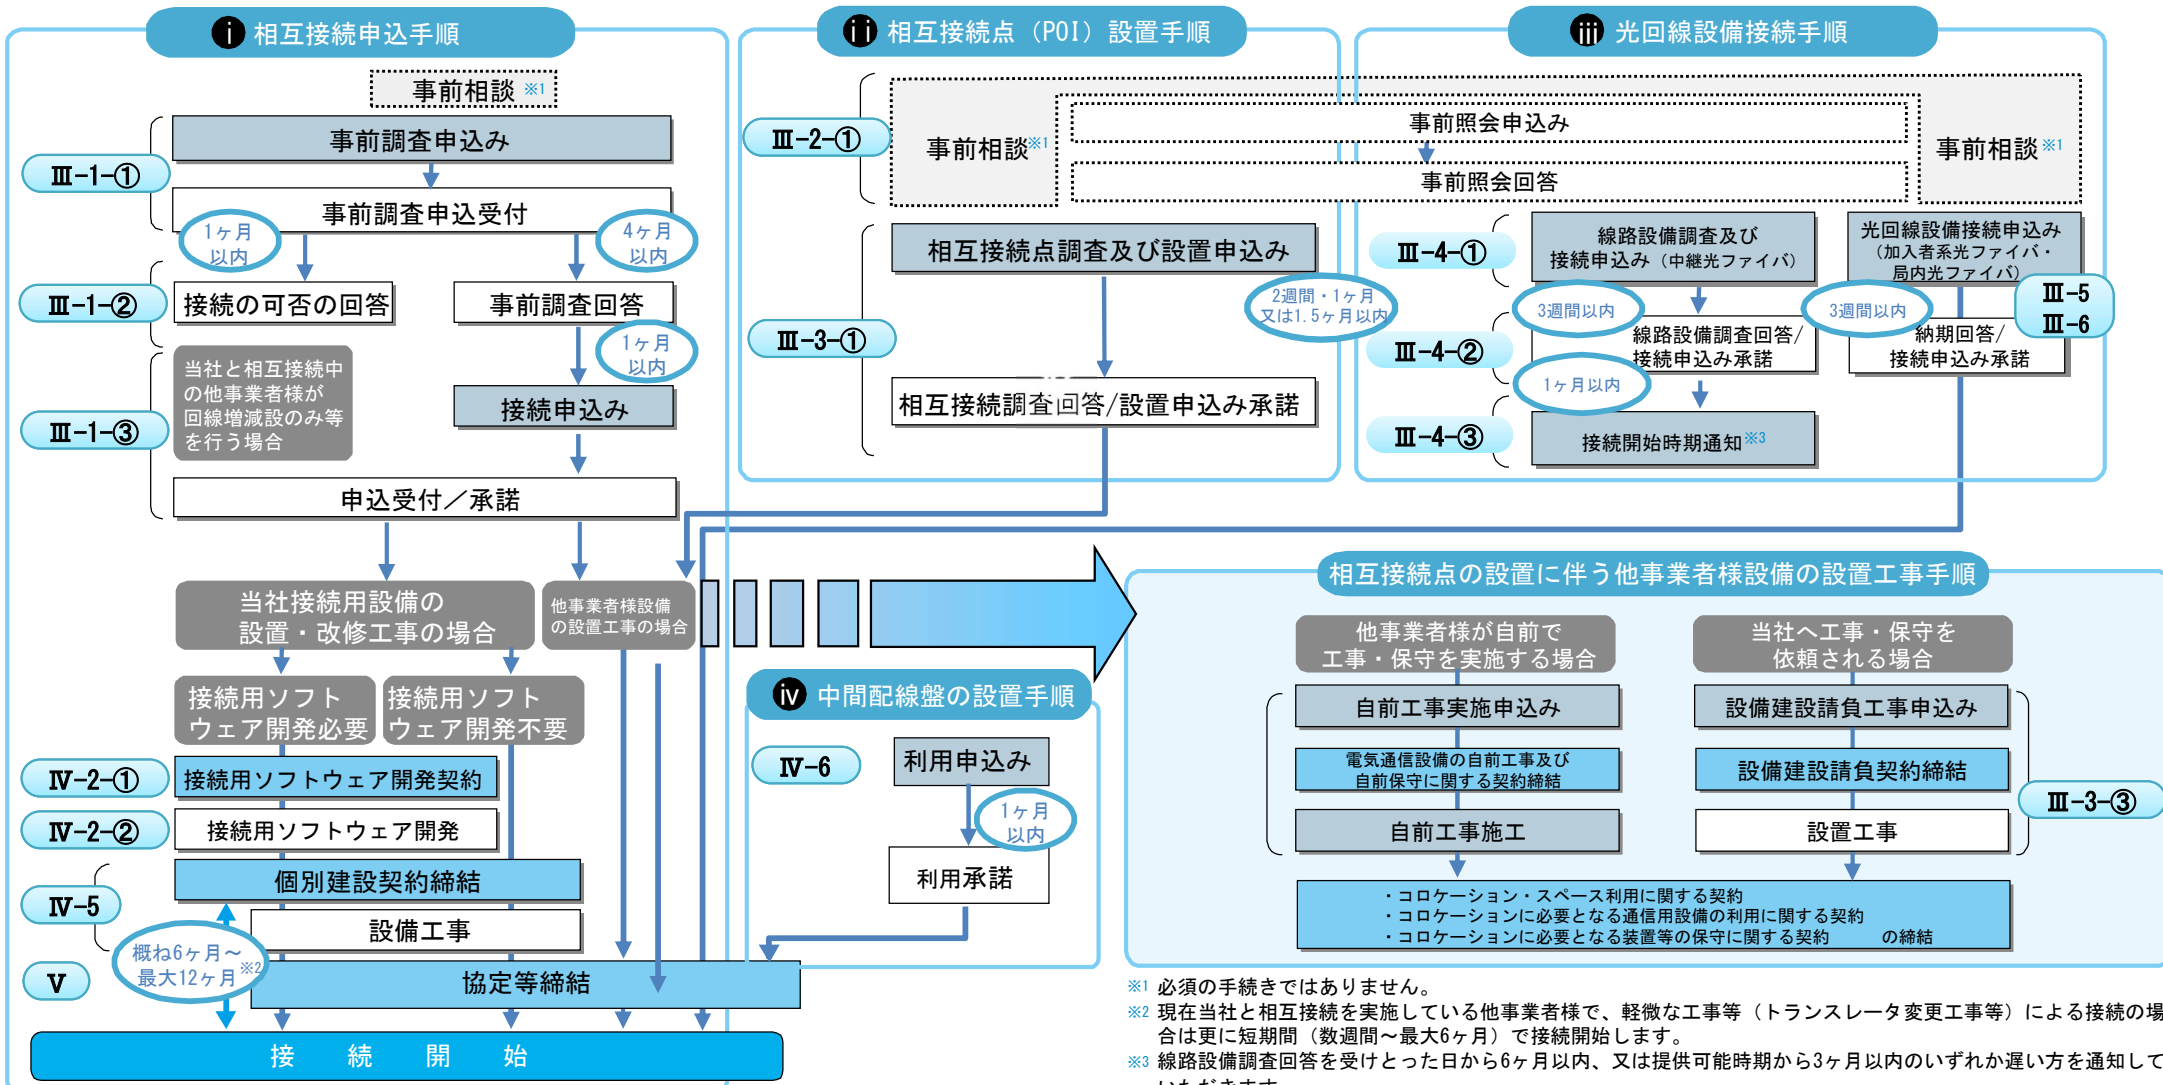 ⅰ 相互接続申込手順
事前相談 ※1
事前調査申込み
Ⅲ-1-①
事前調査申込受付
1ヶ月
以内
4ヶ月
以内
Ⅲ-1-②
接続の可否の回答
事前調査回答
1ヶ月
以内
Ⅲ-1-③
当社と相互接続中
の他事業者様が
回線増減設のみ等
を行う場合
接続申込み
申込受付/承諾
当社接続用設備の
設置・改修工事の場合
他事業者様設備
の設置工事の場合
接続用ソフト
ウェア開発必要
接続用ソフト
ウェア開発不要
Ⅳ-2-①
接続用ソフトウェア開発契約
Ⅳ-2-②
接続用ソフトウェア開発
Ⅳ-5
個別建設契約締結
設備工事
概ね6ヶ月~
最大12ヶ月※2
Ⅴ
協定等締結
接続開始
ⅱ 相互接続点(POI)設置手順
Ⅲ-2-①
事前相談※1
事前照会申込み
事前照会回答
事前相談※1
Ⅲ-3-①
相互接続点調査及び設置申込み
2週間・1ヶ月
又は1.5ヶ月以内
相互接続調査回答/設置申込み承諾
ⅲ 光回線設備接続手順
Ⅲ-4-①
線路設備調査及び
接続申込み(中継光ファイバ)
光回線設備接続申込み
(加入者系光ファイバ・
局内光ファイバ)
3週間以内
3週間以内
Ⅲ-5
Ⅲ-6
Ⅲ-4-②
線路設備調査回答/
接続申込み承諾
納期回答/
接続申込み承諾
1ヶ月以内
Ⅲ-4-③
接続開始時期通知※3
ⅳ 中間配線盤の設置手順
Ⅳ-6
利用申込み
1ヶ月
以内
利用承諾
相互接続点の設置に伴う他事業者様設備の設置工事手順
他事業者様が自前で
工事・保守を実施する場合
当社へ工事・保守を
依頼される場合
自前工事実施申込み
設備建設請負工事申込み
電気通信設備の自前工事及び
自前保守に関する契約締結
設備建設請負契約締結
Ⅲ-3-③
自前工事施工
設置工事
・コロケーション・スペース利用に関する契約
・コロケーションに必要となる通信用設備の利用に関する契約
・コロケーションに必要となる装置等の保守に関する契約 の締結
※1 必須の手続きではありません。
※2 現在当社と相互接続を実施している他事業者様で、軽微な工事等(トランスレータ変更工事等)による接続の場
合は更に短期間(数週間~最大6ヶ月)で接続開始します。
※3 線路設備調査回答を受けとった日から6ヶ月以内、又は提供可能時期から3ヶ月以内のいずれか遅い方を通知して
いただきます